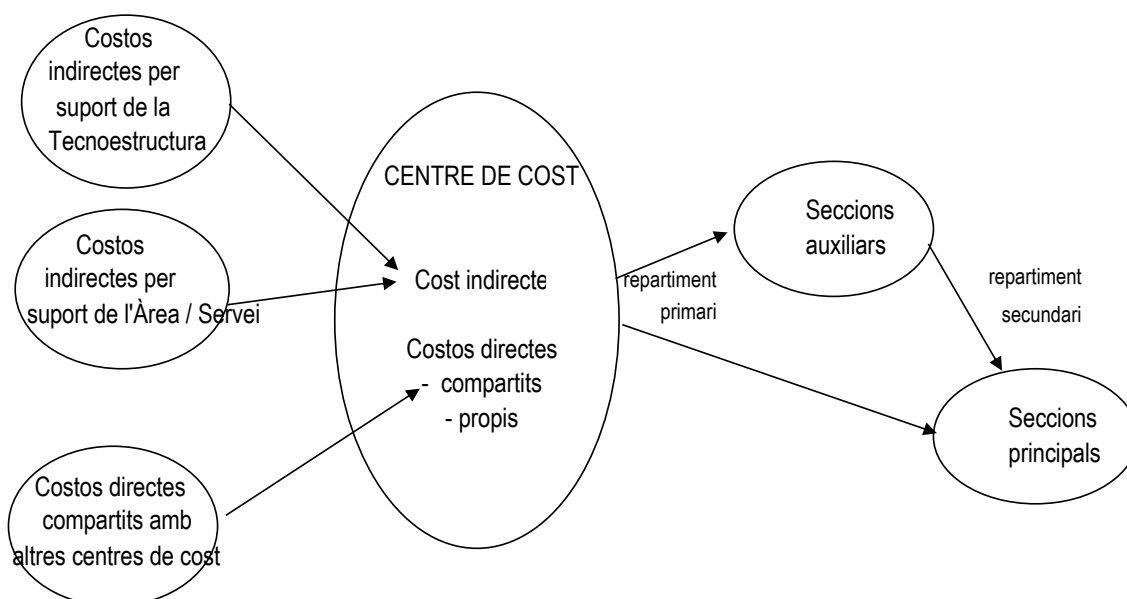 Costos
indirectes per
suport de la
Tecnoestructura
Costos
indirectes per
suport de l'Àrea / Servei
Costos directes
compartits amb
altres centres de cost
CENTRE DE COST
Cost indirecte
Costos directes
- compartits
- propis
repartiment
primari
Seccions
auxiliars
repartiment
secundari
Seccions
principals